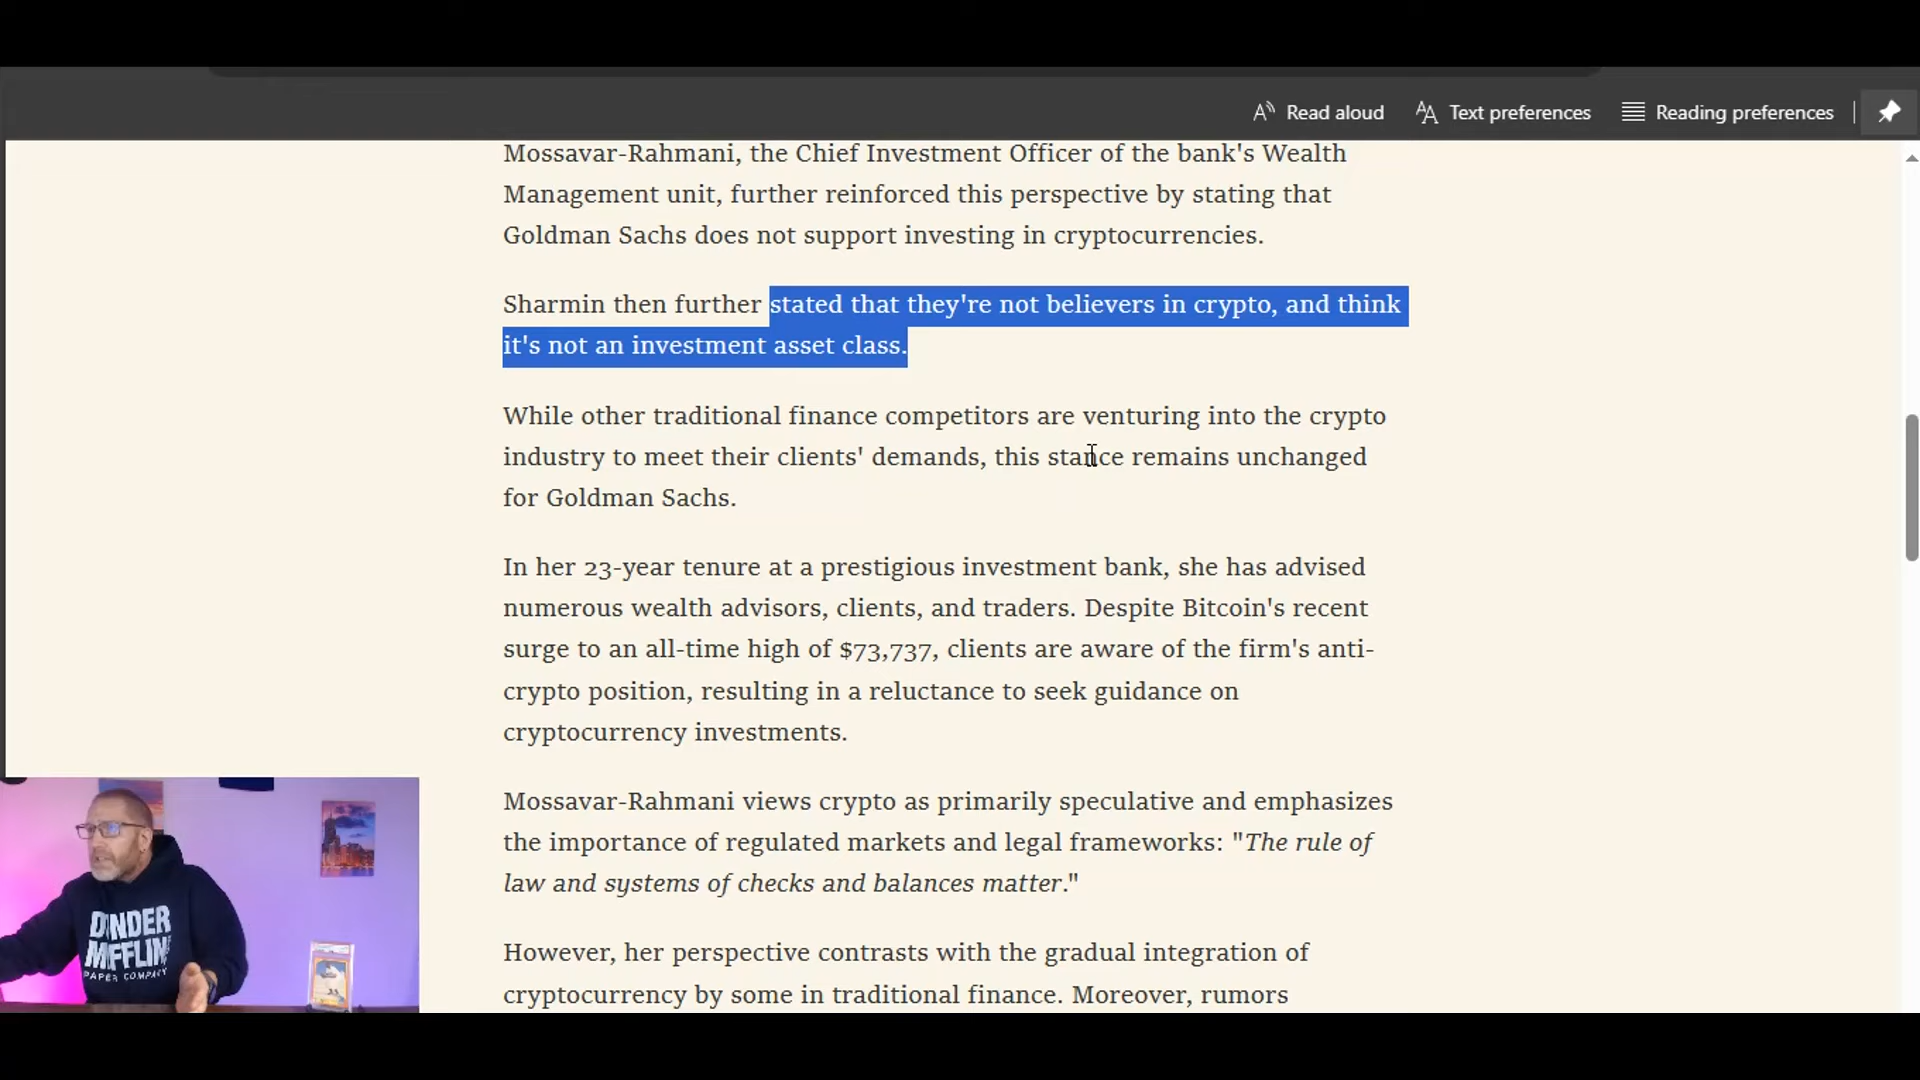 Read aloud
Text preferences
Reading preferences
Mossavar-Rahmani, the Chief Investment Officer of the bank's Wealth
Management unit, further reinforced this perspective by stating that
Goldman Sachs does not support investing in cryptocurrencies.
Sharmin then further stated that they're not believers in crypto, and think
it's not an investment asset class.
While other traditional finance competitors are venturing into the crypto
industry to meet their clients' demands, this stance remains unchanged
for Goldman Sachs.
In her 23-year tenure at a prestigious investment bank, she has advised
numerous wealth advisors, clients, and traders. Despite Bitcoin's recent
surge to an all-time high of $73,737, clients are aware of the firm's anti-
crypto position, resulting in a reluctance to seek guidance on
cryptocurrency investments.
Mossavar-Rahmani views crypto as primarily speculative and emphasizes
the importance of regulated markets and legal frameworks: "The rule of
law and systems of checks and balances matter."
However, her perspective contrasts with the gradual integration of
cryptocurrency by some in traditional finance. Moreover, rumors
DUNDER
MIFFLIN
PAPER COMPANY